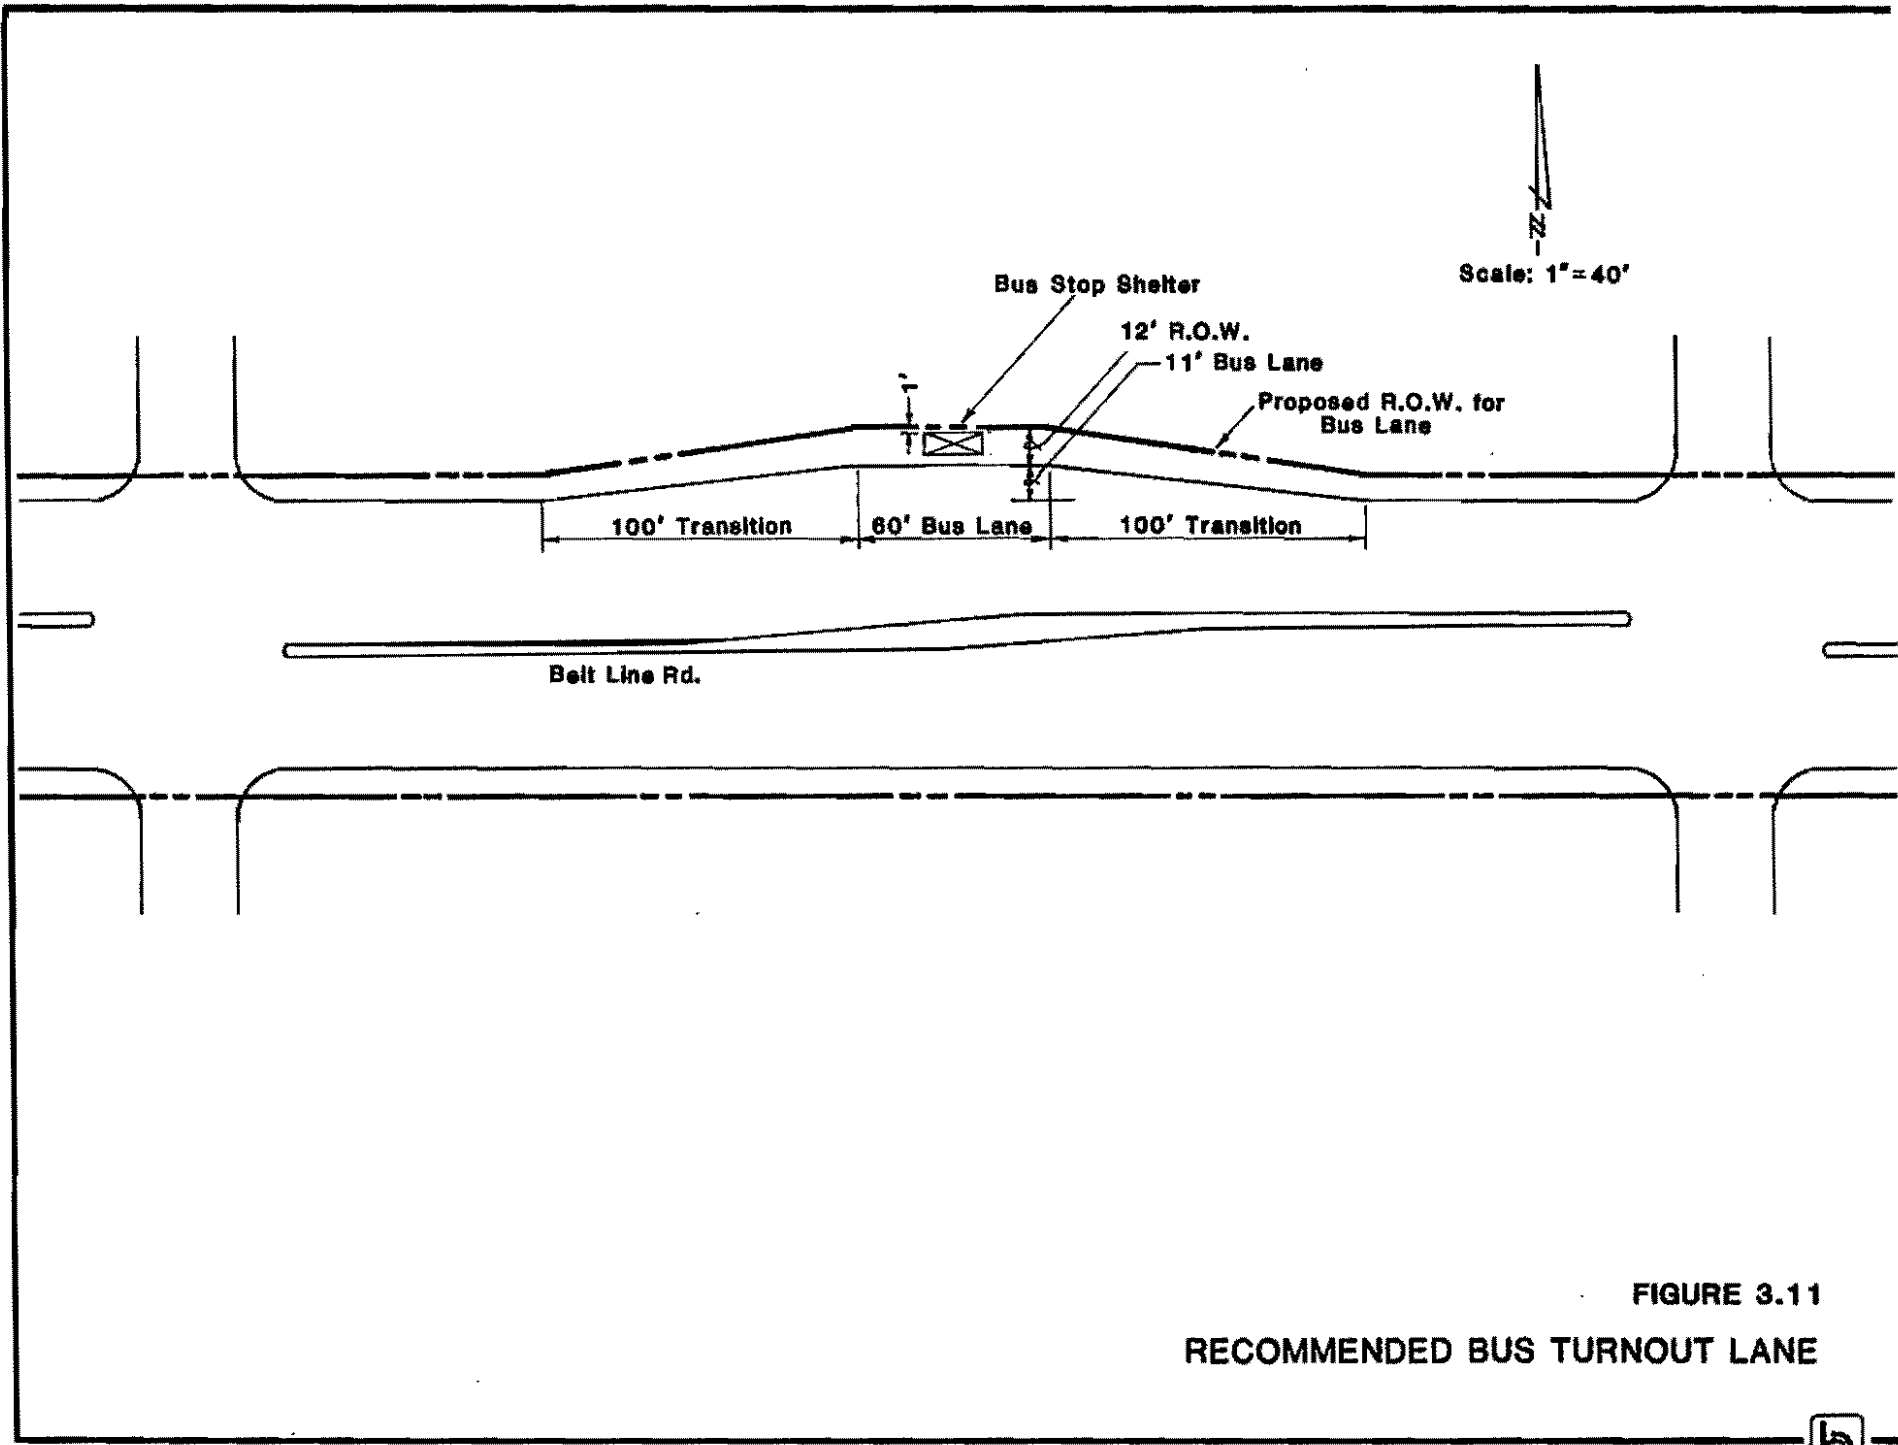 N
Scale: 1"=40'
Bus Stop Shelter
12' R.O.W.
11' Bus Lane
1'
Proposed R.O.W. for
Bus Lane
100' Transition
60' Bus Lane
100' Transition
Belt Line Rd.
FIGURE 3.11
RECOMMENDED BUS TURNOUT LANE